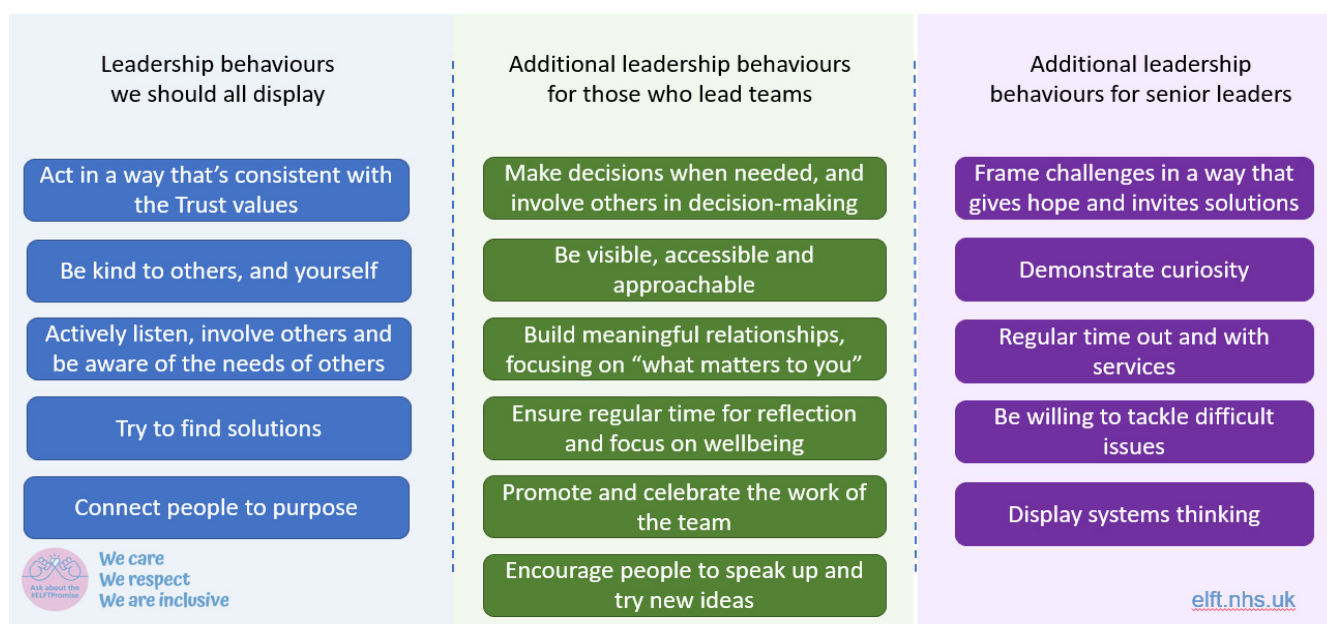 Leadership behaviours
we should all display
Act in a way that's consistent with
the Trust values
Be kind to others, and yourself
Actively listen, involve others and
be aware of the needs of others
Try to find solutions
Connect people to purpose
Ask about the
#ELFTPromise
We care
We respect
We are inclusive
Additional leadership behaviours
for those who lead teams
Make decisions when needed, and
involve others in decision-making
Be visible, accessible and
approachable
Build meaningful relationships,
focusing on “what matters to you”
Ensure regular time for reflection
and focus on wellbeing
Promote and celebrate the work of
the team
Encourage people to speak up and
try new ideas
Additional leadership
behaviours for senior leaders
Frame challenges in a way that
gives hope and invites solutions
Demonstrate curiosity
Regular time out and with
services
Be willing to tackle difficult
issues
Display systems thinking
elft.nhs.uk